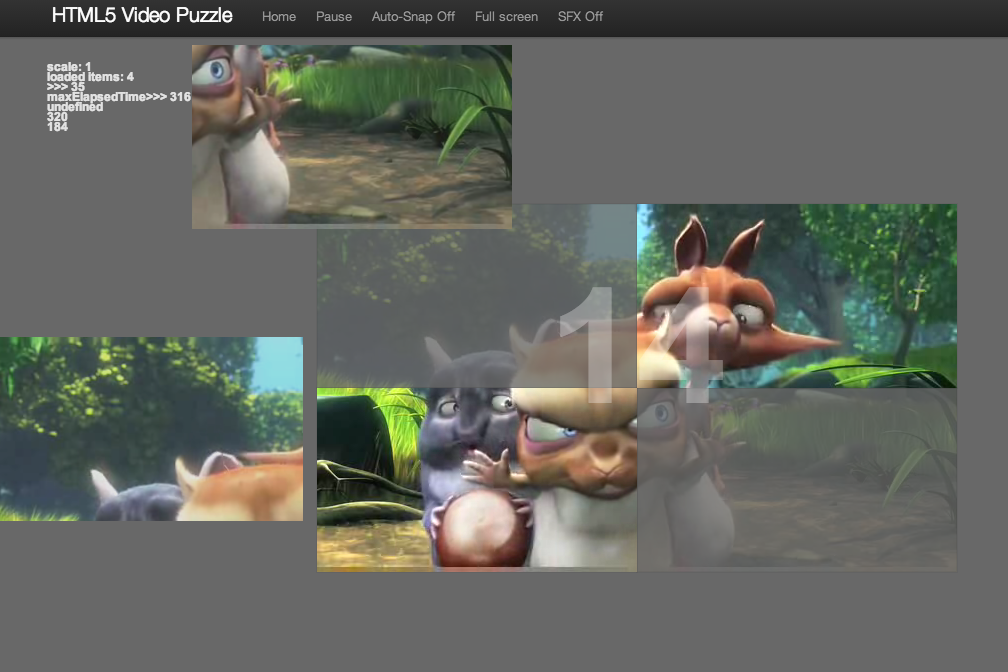 HTML5 Video Puzzle Home Pause Auto-Snap Off Full screen SFX Off
scale: 1
loaded items: 4
>>> 35
maxElapsedTime>>> 316
undefined
320
184
14